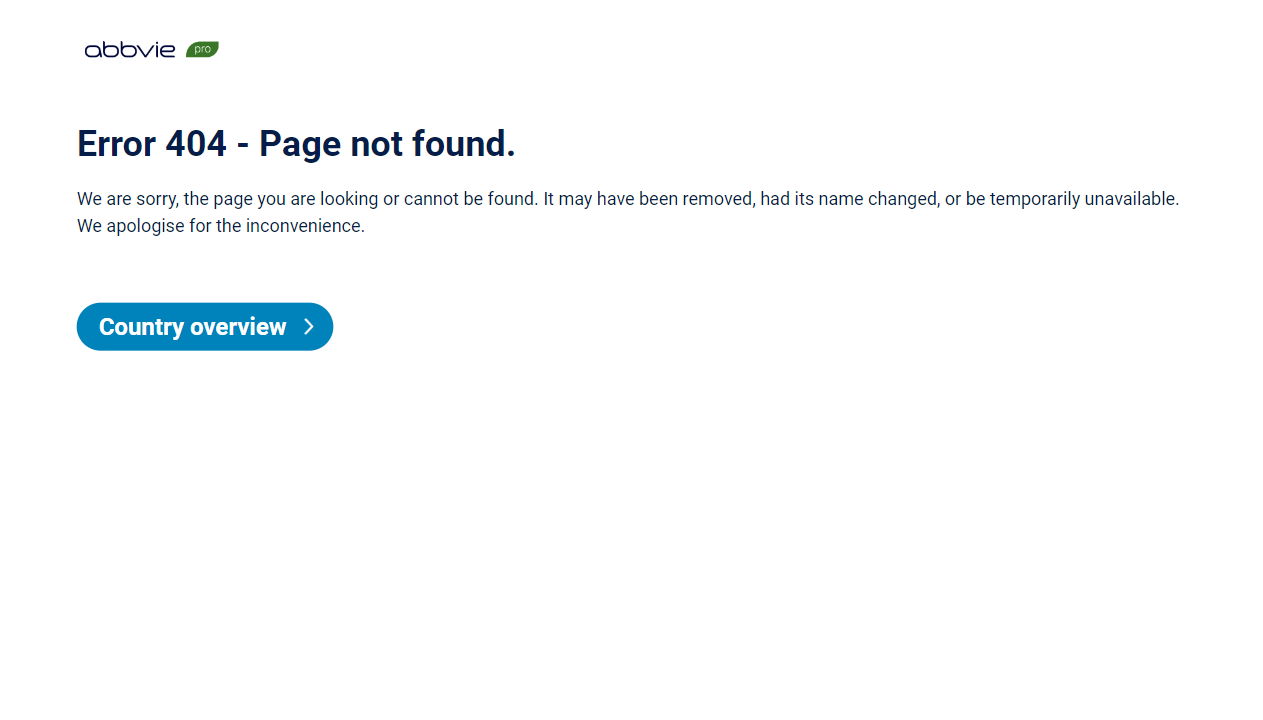 abbvie pro
Error 404 - Page not found.
We are sorry, the page you are looking or cannot be found. It may have been removed, had its name changed, or be temporarily unavailable.
We apologise for the inconvenience.
Country overview